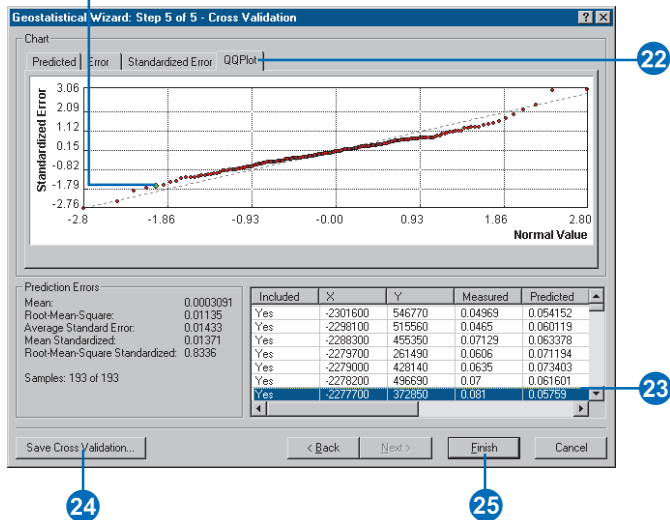 Geostatistical Wizard: Step 5 of 5 - Cross Validation
Chart
Predicted Error Standardized Error QQPlot
22
Standardized Error
3.06
2.09
1.12
0.15
-0.82
-1.79
-2.76
-2.8 -1.86 -0.93 -0.00 0.93 1.86 2.80
Normal Value
Prediction Errors
Mean: 0.0003091
Root-Mean-Square: 0.01135
Average Standard Error: 0.01433
Mean Standardized: 0.01371
Root-Mean-Square Standardized: 0.8336
Samples: 193 of 193
Included X Y Measured Predicted
Yes -2301600 546770 0.04969 0.054152
Yes -2298100 515560 0.0465 0.060119
Yes -2288300 455350 0.07129 0.063378
Yes -2279700 261490 0.0606 0.071194
Yes -2279000 428140 0.0635 0.073403
Yes -2278200 496690 0.07 0.061601
Yes -2277700 372850 0.081 0.05759
23
Save Cross Validation... < Back Next > Finish Cancel
24 25